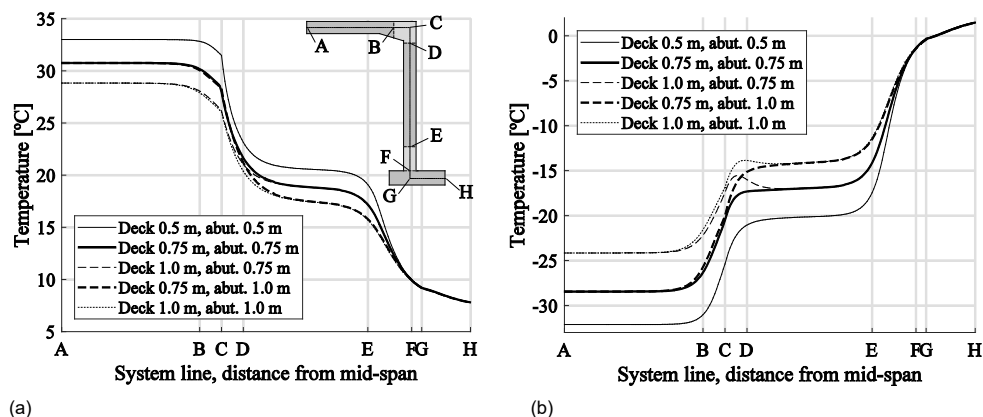 35
30
25
20
15
10
5
Temperature [ºC]
A B C D E F G H
System line, distance from mid-span
Deck 0.5 m, abut. 0.5 m
Deck 0.75 m, abut. 0.75 m
Deck 1.0 m, abut. 0.75 m
Deck 0.75 m, abut. 1.0 m
Deck 1.0 m, abut. 1.0 m
A
B
C
D
E
F
G
H
(a)
0
-5
-10
-15
-20
-25
-30
Temperature [ºC]
A B C D E F G H
System line, distance from mid-span
Deck 0.5 m, abut. 0.5 m
Deck 0.75 m, abut. 0.75 m
Deck 1.0 m, abut. 0.75 m
Deck 0.75 m, abut. 1.0 m
Deck 1.0 m, abut. 1.0 m
(b)